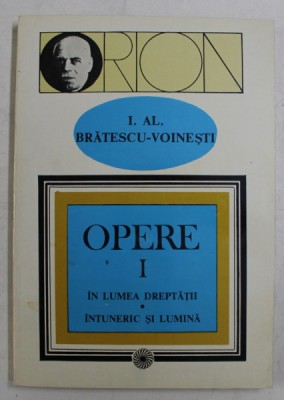 ORION
I. AL.
BRĂTESCU-VOINEȘTI
OPERE
I
ÎN LUMEA DREPTĂȚII
•
ÎNTUNERIC ȘI LUMINĂ